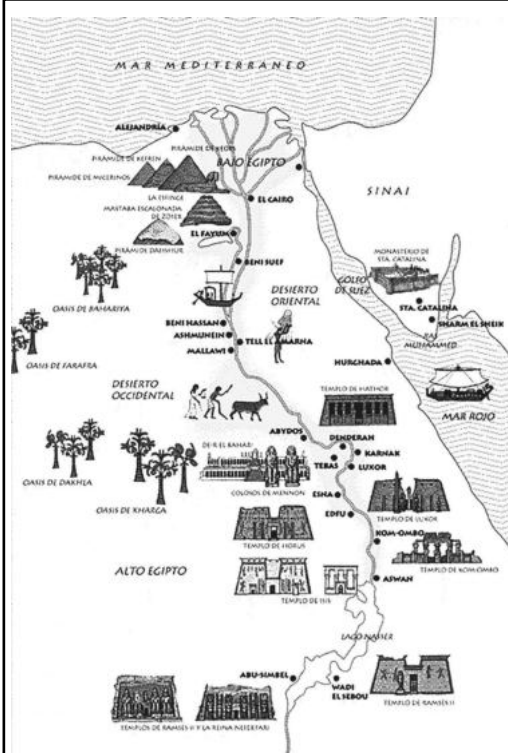 MAR MEDITERRANEO
ALEJANDRÍA
PIRÁMIDE DE KEOPS
BAJO EGIPTO
PIRÁMIDE DE KEFREN
PIRÁMIDE DE MICERINOS
SINAI
LA ESFINGE
EL CAIRO
MASTABA ESCALONADA
DE ZOSER
EL FAYUM
PIRÁMIDE DAHSHUR
MONASTERIO DE
STA. CATALINA
BENI SUEF
GOLFO
DE SUEZ
DESIERTO
ORIENTAL
STA. CATALINA
OASIS DE BAHARIYA
SHARM EL SHEIK
RAS
MUHAMMED
BENI HASSAN
ASHMUNEIN
TELL EL AMARNA
MALLAWI
OASIS DE FARAFRA
HURGHADA
DESIERTO
OCCIDENTAL
TEMPLO DE HATHOR
MAR ROJO
ABYDOS
DENDERAH
KARNAK
DEIR EL BAHARI
TEBAS
LUXOR
OASIS DE DAKHLA
COLOSOS DE MEMNON
ESNA
OASIS DE KHARGA
EDFU
TEMPLO DE LUXOR
KOM-OMBO
TEMPLO DE HORUS
TEMPLO DE KOM-OMBO
ALTO EGIPTO
ASWAN
TEMPLO DE ISIS
LAGO NASSER
ABU-SIMBEL
WADI
EL SEBOU
TEMPLO DE RAMSES II
TEMPLOS DE RAMSES II Y LA REINA NEFERTARI